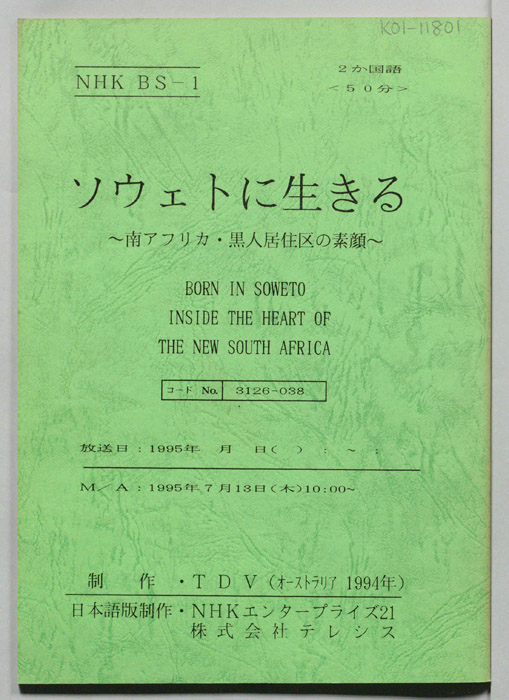 K01-11801
NHK BS-1
2か国語
<50分>
ソウェトに生きる
~南アフリカ・黒人居住区の素顔~
BORN IN SOWETO
INSIDE THE HEART OF
THE NEW SOUTH AFRICA
コード No. 3126-038
放送日:1995年 月 日( ) : ~ :
M/A:1995年7月13日(木)10:00~
制 作・TDV(オーストラリア 1994年)
日本語版制作・NHKエンタープライズ21
株式会社テレシス